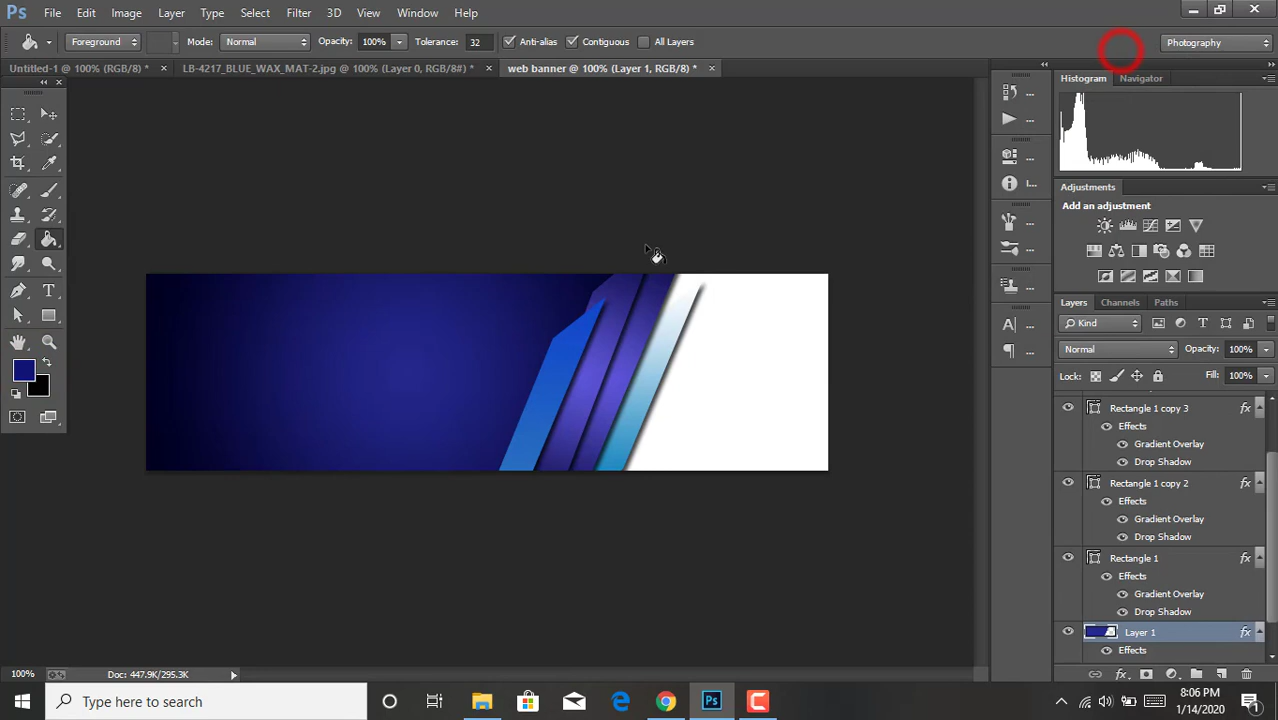 Ps File Edit Image Layer Type Select Filter 3D View Window Help
Foreground Mode: Normal Opacity: 100% Tolerance: 32 Anti-alias Contiguous All Layers Photography
Untitled-1 @ 100% (RGB/8) * × LB-4217_BLUE_WAX_MAT-2.jpg @ 100% (Layer 0, RGB/8#) * × web banner @ 100% (Layer 1, RGB/8) * ×
Histogram Navigator
Adjustments
Add an adjustment
Layers Channels Paths
Kind
Normal Opacity: 100%
Lock: Fill: 100%
Rectangle 1 copy 3 fx
Effects
Gradient Overlay
Drop Shadow
Rectangle 1 copy 2 fx
Effects
Gradient Overlay
Drop Shadow
Rectangle 1 fx
Effects
Gradient Overlay
Drop Shadow
Layer 1 fx
Effects
100% Doc: 447.9K/295.3K
Type here to search
8:06 PM
1/14/2020